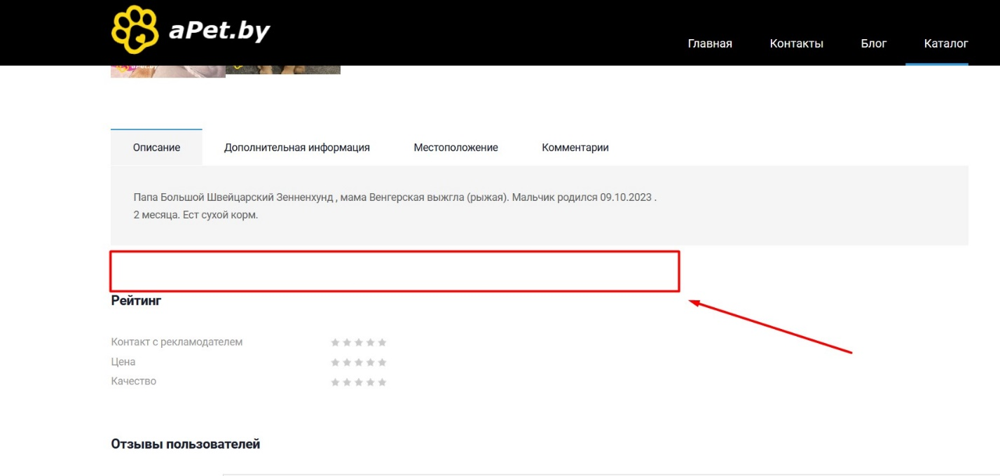 aPet.by
Главная
Контакты
Блог
Каталог
Описание
Дополнительная информация
Местоположение
Комментарии
Папа Большой Швейцарский Зенненхунд , мама Венгерская выжгла (рыжая). Мальчик родился 09.10.2023 .
2 месяца. Ест сухой корм.
Рейтинг
Контакт с рекламодателем
Цена
Качество
Отзывы пользователей